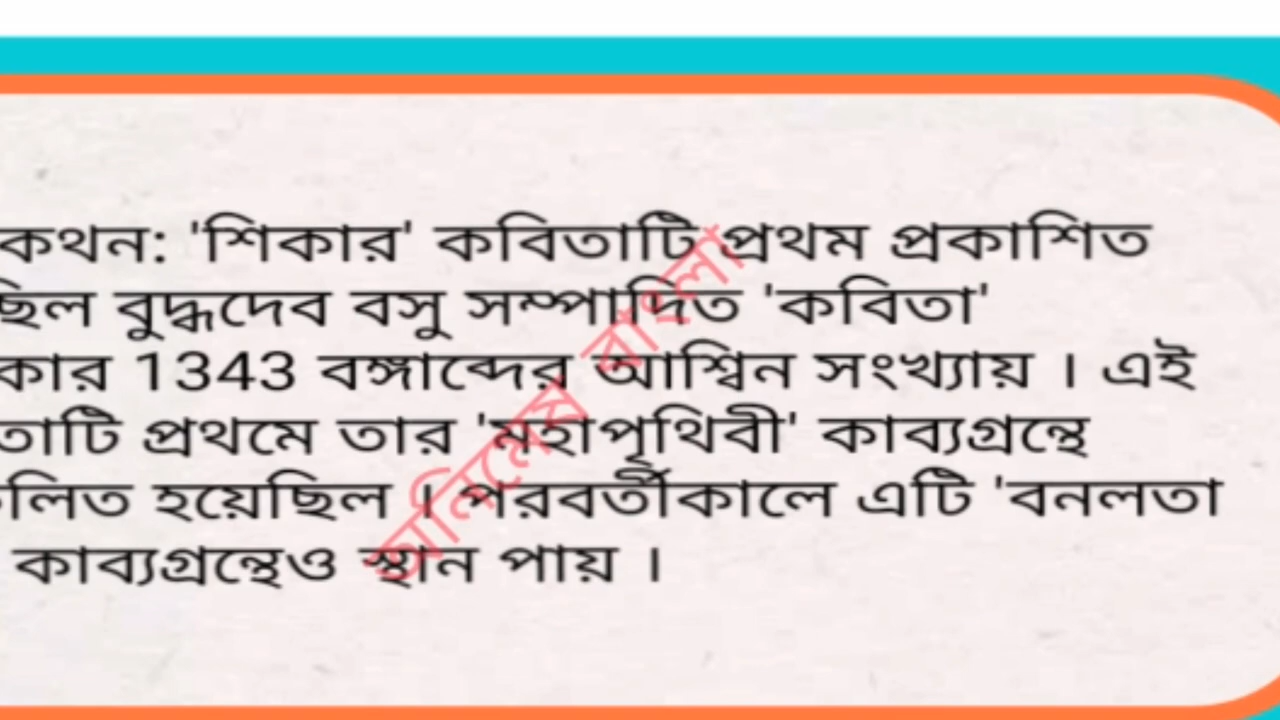 কথন: 'শিকার' কবিতাটি প্রথম প্রকাশিত
ছিল বুদ্ধদেব বসু সম্পাদিত 'কবিতা'
কার 1343 বঙ্গাব্দের আশ্বিন সংখ্যায় । এই
তাটি প্রথমে তার 'মহাপৃথিবী' কাব্যগ্রন্থে
লিত হয়েছিল । পরবর্তীকালে এটি 'বনলতা
কাব্যগ্রন্থেও স্থান পায় ।
অনিমেষ বাংলা